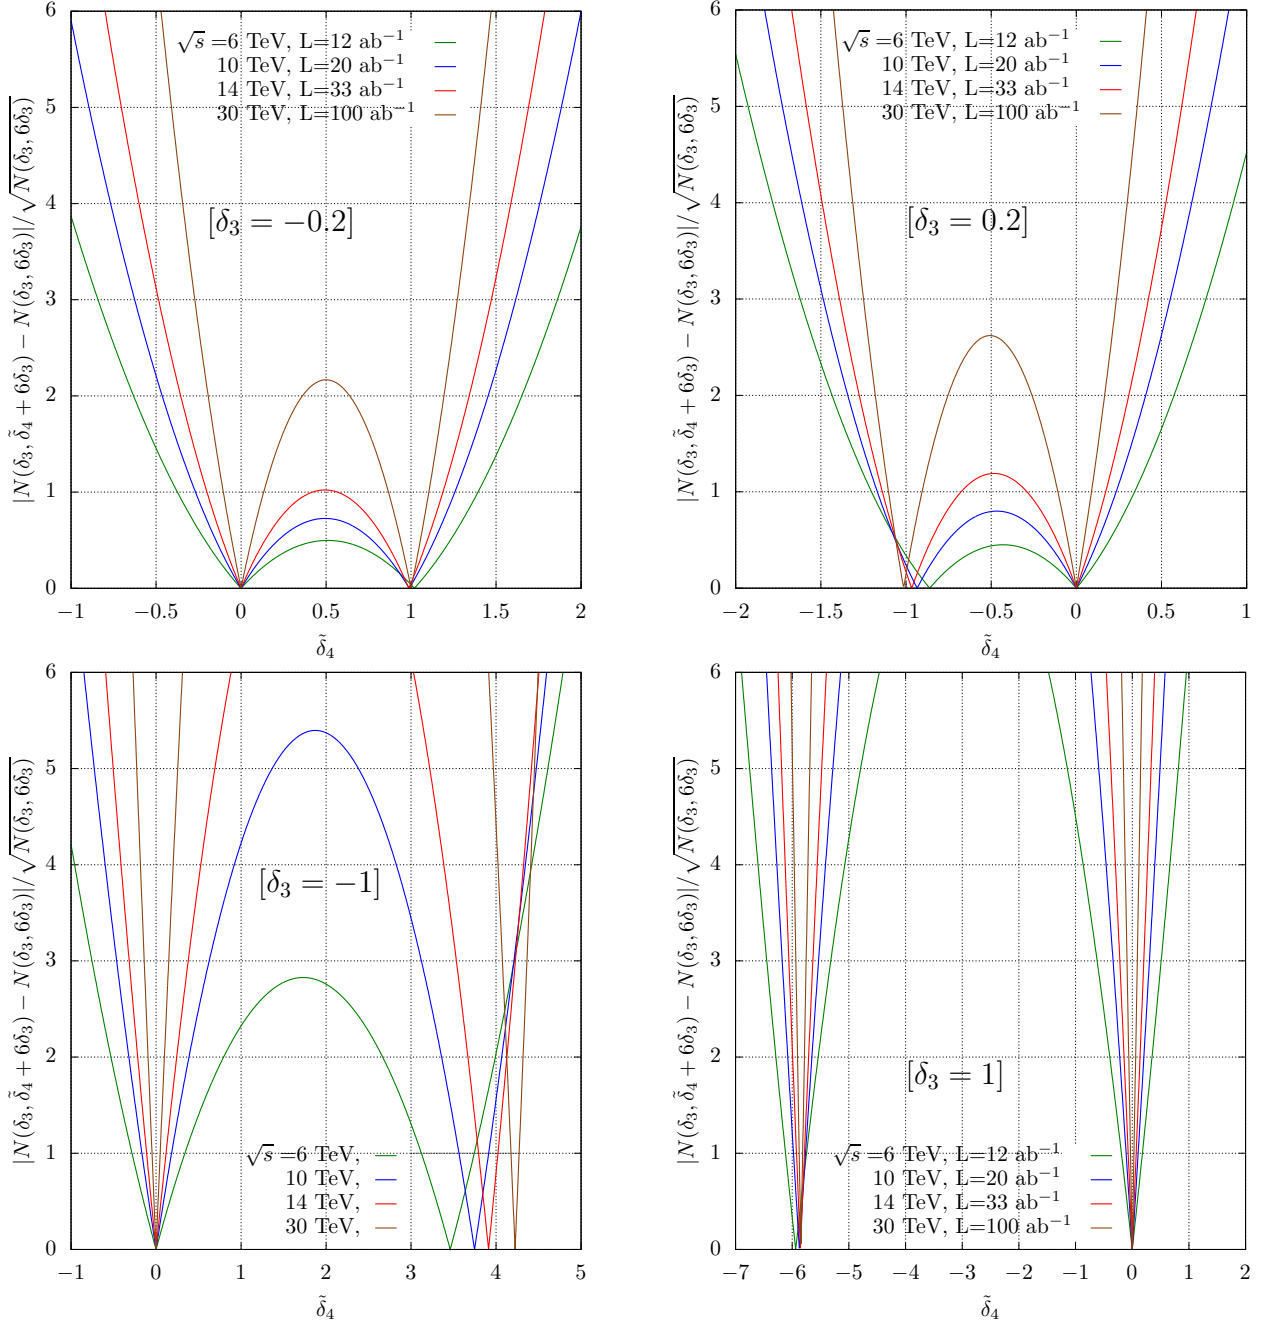 |N(δ₃, δ̃₄ + 6δ₃) − N(δ₃, 6δ₃)|/√N(δ₃, 6δ₃)
6
5
4
3
2
1
0
√s =6 TeV, L=12 ab⁻¹
10 TeV, L=20 ab⁻¹
14 TeV, L=33 ab⁻¹
30 TeV, L=100 ab⁻¹
[δ₃ = −0.2]
−1 −0.5 0 0.5 1 1.5 2
δ̃₄
|N(δ₃, δ̃₄ + 6δ₃) − N(δ₃, 6δ₃)|/√N(δ₃, 6δ₃)
6
5
4
3
2
1
0
√s =6 TeV, L=12 ab⁻¹
10 TeV, L=20 ab⁻¹
14 TeV, L=33 ab⁻¹
30 TeV, L=100 ab⁻¹
[δ₃ = 0.2]
−2 −1.5 −1 −0.5 0 0.5 1
δ̃₄
|N(δ₃, δ̃₄ + 6δ₃) − N(δ₃, 6δ₃)|/√N(δ₃, 6δ₃)
6
5
4
3
2
1
0
[δ₃ = −1]
√s =6 TeV,
10 TeV,
14 TeV,
30 TeV,
−1 0 1 2 3 4 5
δ̃₄
|N(δ₃, δ̃₄ + 6δ₃) − N(δ₃, 6δ₃)|/√N(δ₃, 6δ₃)
6
5
4
3
2
1
0
[δ₃ = 1]
√s =6 TeV, L=12 ab⁻¹
10 TeV, L=20 ab⁻¹
14 TeV, L=33 ab⁻¹
30 TeV, L=100 ab⁻¹
−7 −6 −5 −4 −3 −2 −1 0 1 2
δ̃₄